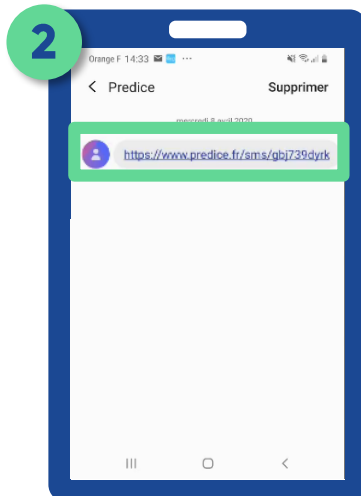 2
Orange F 14:33
Predice Supprimer
mercredi 8 avril 2020
https://www.predice.fr/sms/gbj739dyrk